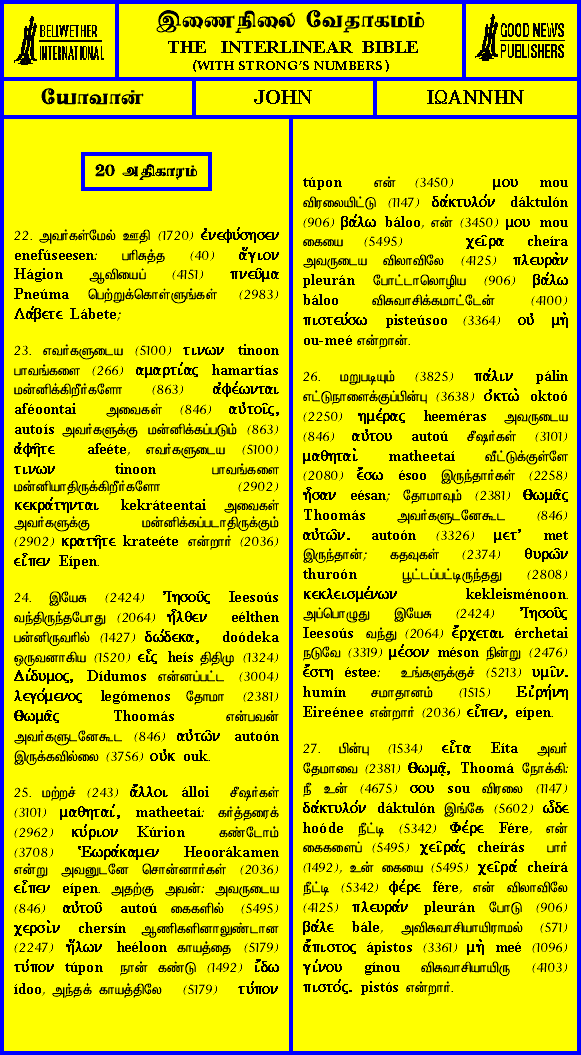 BELLWETHER
INTERNATIONAL
இணைநிலை வேதாகமம்
THE INTERLINEAR BIBLE
(WITH STRONG'S NUMBERS)
GOOD NEWS
PUBLISHERS
யோவான்
JOHN
ΙΩΑΝΝΗΝ
20 அதிகாரம்
22. அவர்கள்மேல் ஊதி (1720) ἐνεφύσησεν
enefúseesen: பரிசுத்த (40) ἅγιον
Hágion ஆவியைப் (4151) πνεῦμα
Pneúma பெற்றுக்கொள்ளுங்கள் (2983)
Λάβετε Lábete;
23. எவர்களுடைய (5100) τινων tinoon
பாவங்களை (266) αμαρτίας hamartías
மன்னிக்கிறீர்களோ (863) ἀφέωνται
aféoontai அவைகள் (846) αὐτοῖς,
autoís அவர்களுக்கு மன்னிக்கப்படும் (863)
ἀφῆτε afeéte, எவர்களுடைய (5100)
τινων tinoon பாவங்களை
மன்னியாதிருக்கிறீர்களோ (2902)
κεκράτηνται kekráteentai அவைகள்
அவர்களுக்கு மன்னிக்கப்படாதிருக்கும்
(2902) κρατῆτε krateéte என்றார் (2036)
εἶπεν Eípen.
24. இயேசு (2424) Ἰησοῦς Ieesoús
வந்திருந்தபோது (2064) ἦλθεν eélthen
பன்னிருவரில் (1427) δώδεκα, doódeka
ஒருவனாகிய (1520) εἷς heís திதிமு (1324)
Δίδυμος, Dídumos என்னப்பட்ட (3004)
λεγόμενος legómenos தோமா (2381)
Θωμᾶς Thoomás என்பவன்
அவர்களுடனேகூட (846) αὐτῶν autoón
இருக்கவில்லை (3756) οὐκ ouk.
25. மற்றச் (243) ἄλλοι álloi சீஷர்கள்
(3101) μαθηταί, matheetaí: கர்த்தரைக்
(2962) κύριον Kúrion கண்டோம்
(3708) Ἑωράκαμεν Heoorákamen
என்று அவனுடனே சொன்னார்கள் (2036)
εἶπεν eípen. அதற்கு அவன்: அவருடைய
(846) αὐτοῦ autoú கைகளில் (5495)
χερσὶν chersín ஆணிகளினாலுண்டான
(2247) ἥλων heéloon காயத்தை (5179)
τύπον túpon நான் கண்டு (1492) ἴδω
ídoo, அந்தக் காயத்திலே (5179) τύπον
túpon என் (3450) μου mou
விரலையிட்டு (1147) δάκτυλόν dáktulón
(906) βάλω báloo, என் (3450) μου mou
கையை (5495) χεῖρα cheíra
அவருடைய விலாவிலே (4125) πλευρὰν
pleurán போட்டாலொழிய (906) βάλω
báloo விசுவாசிக்கமாட்டேன் (4100)
πιστεύσω pisteúsoo (3364) οὐ μὴ
ou-meé என்றான்.
26. மறுபடியும் (3825) πάλιν pálin
எட்டுநாளைக்குப்பின்பு (3638) ὀκτὼ oktoó
(2250) ημέρας heeméras அவருடைய
(846) αὐτου autoú சீஷர்கள் (3101)
μαθηταὶ matheetaí வீட்டுக்குள்ளே
(2080) ἔσω ésoo இருந்தார்கள் (2258)
ἦσαν eésan; தோமாவும் (2381) Θωμᾶς
Thoomás அவர்களுடனேகூட (846)
αὐτῶν. autoón (3326) μετ' met
இருந்தான்; கதவுகள் (2374) θυρῶν
thuroón பூட்டப்பட்டிருந்தது (2808)
κεκλεισμένων kekleisménoon.
அப்பொழுது இயேசு (2424) Ἰησοῦς
Ieesoús வந்து (2064) ἔρχεται érchetai
நடுவே (3319) μέσον méson நின்று (2476)
ἔστη éstee: உங்களுக்குச் (5213) υμῖν.
humín சமாதானம் (1515) Εἰρήνη
Eireénee என்றார் (2036) εἶπεν, eípen.
27. பின்பு (1534) εἶτα Eíta அவர்
தேமாவை (2381) Θωμᾷ, Thoomá நோக்கி:
நீ உன் (4675) σου sou விரலை (1147)
δάκτυλόν dáktulón இங்கே (5602) ὧδε
hoóde நீட்டி (5342) Φέρε Fére, என்
கைகளைப் (5495) χεῖράς cheírás பார்
(1492), உன் கையை (5495) χεῖρά cheírá
நீட்டி (5342) φέρε fére, என் விலாவிலே
(4125) πλευράν pleurán போடு (906)
βάλε bále, அவிசுவாசியாயிராமல் (571)
ἄπιστος ápistos (3361) μὴ meé (1096)
γίνου gínou விசுவாசியாயிரு (4103)
πιστός. pistós என்றார்.